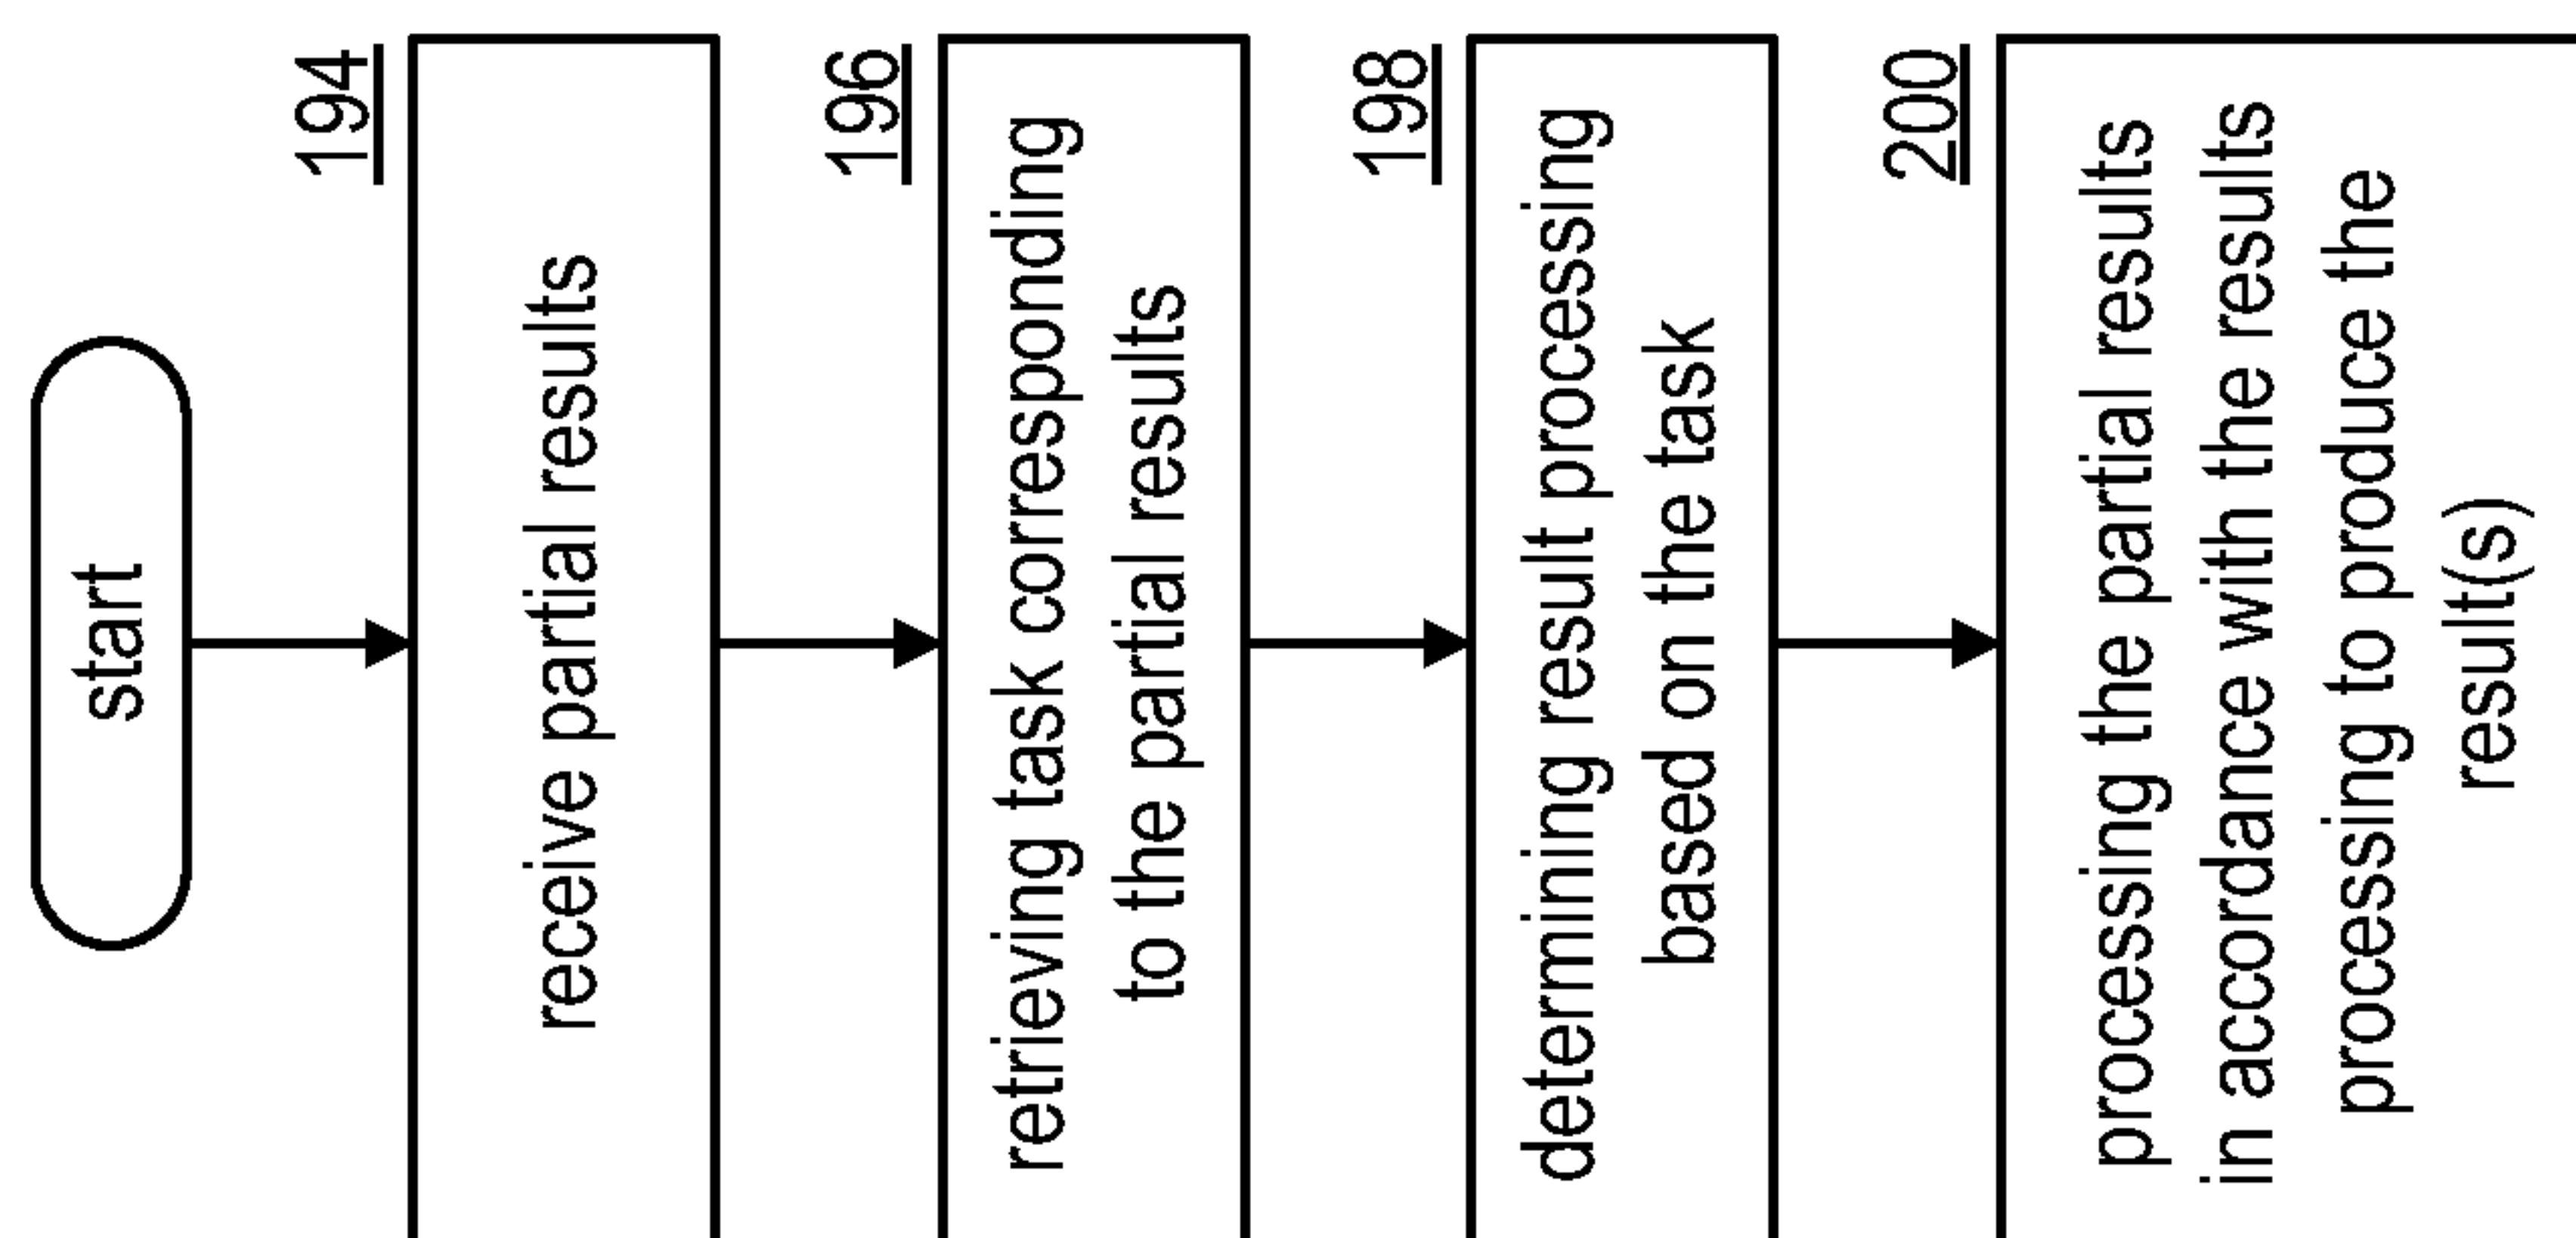 start
194
receive partial results
196
retrieving task corresponding
to the partial results
198
determining result processing
based on the task
200
processing the partial results
in accordance with the results
processing to produce the
result(s)